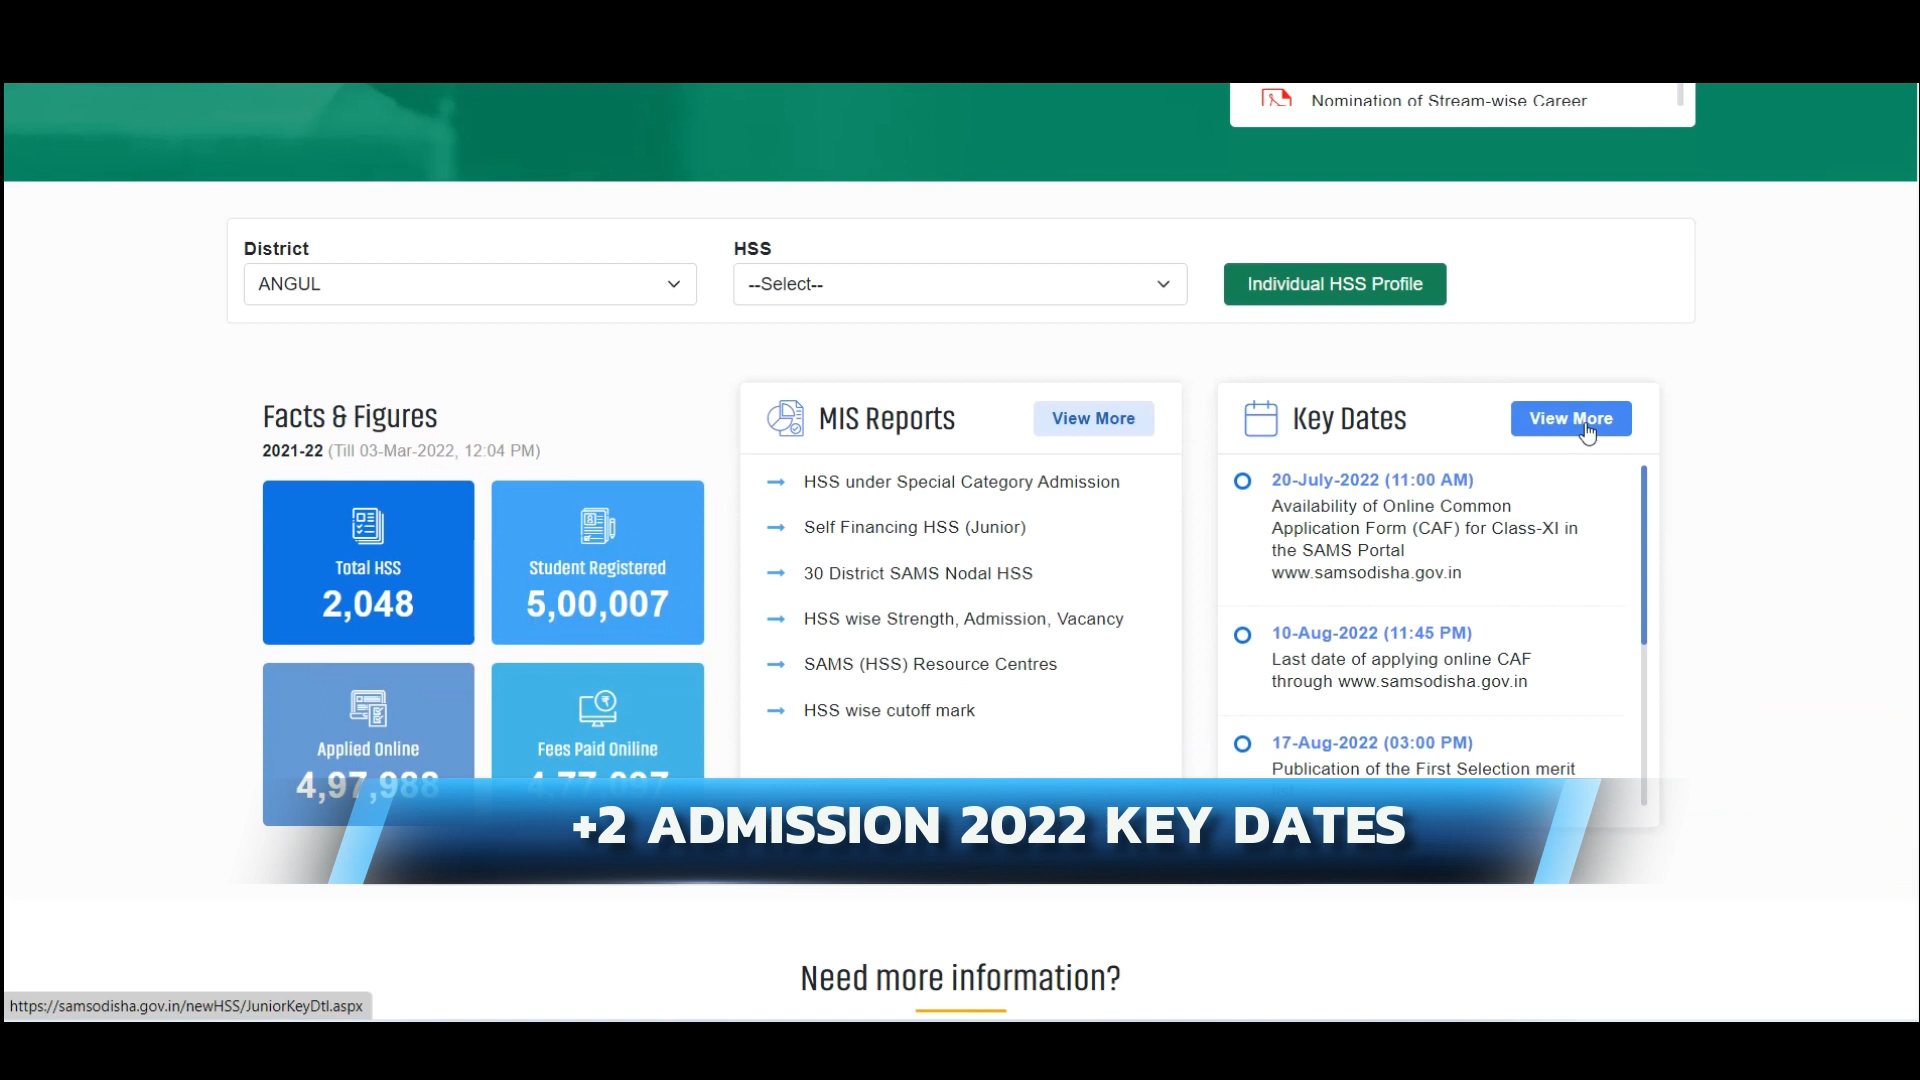 Nomination of Stream-wise Career
District
HSS
ANGUL
--Select--
Individual HSS Profile
Facts & Figures
2021-22 (Till 03-Mar-2022, 12:04 PM)
Total HSS
2,048
Student Registered
5,00,007
Applied Online
4,97,988
Fees Paid Oniline
4,77,097
MIS Reports
View More
HSS under Special Category Admission
Self Financing HSS (Junior)
30 District SAMS Nodal HSS
HSS wise Strength, Admission, Vacancy
SAMS (HSS) Resource Centres
HSS wise cutoff mark
Key Dates
View More
20-July-2022 (11:00 AM)
Availability of Online Common
Application Form (CAF) for Class-XI in
the SAMS Portal
www.samsodisha.gov.in
10-Aug-2022 (11:45 PM)
Last date of applying online CAF
through www.samsodisha.gov.in
17-Aug-2022 (03:00 PM)
Publication of the First Selection merit
+2 ADMISSION 2022 KEY DATES
Need more information?
https://samsodisha.gov.in/newHSS/JuniorKeyDtl.aspx